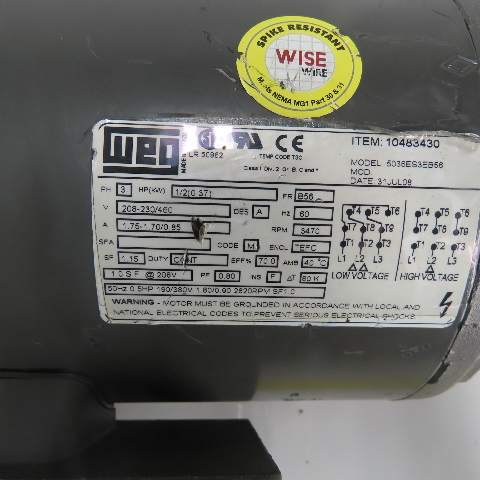 SPIKE RESISTANT
WISE
WIRE
Meets NEMA MG1 Part 30 & 31
WEG
CE
ITEM: 10483430
LR 50962
TEMP CODE T3C
Class I Div. 2, Gr B, C and
MODEL 5036ES3EB56
MOD.
DATE: 31JUL08
PH 3 HP(KW) 1/2(0.37) FR B56
V 208-230/460 DES A HZ 60
A 1.75-1.70/0.85 RPM 3470
SFA CODE M ENCL TEFC
SF 1.15 DUTY CONT EFF% 70.0 AMB 40°C
1.0 S.F @ 208V PF 0.80 INS F ΔT 80 K
50Hz 0.5HP 190/380V 1.80/0.90 2820RPM SF1.0
T4 T5 T6
T1 T2 T3
T7 T8 T9
L1 L2 L3
LOW VOLTAGE
T4 T5 T6
T7 T8 T9
T1 T2 T3
L1 L2 L3
HIGH VOLTAGE
WARNING - MOTOR MUST BE GROUNDED IN ACCORDANCE WITH LOCAL AND
NATIONAL ELECTRICAL CODES TO PREVENT SERIOUS ELECTRICAL SHOCKS.